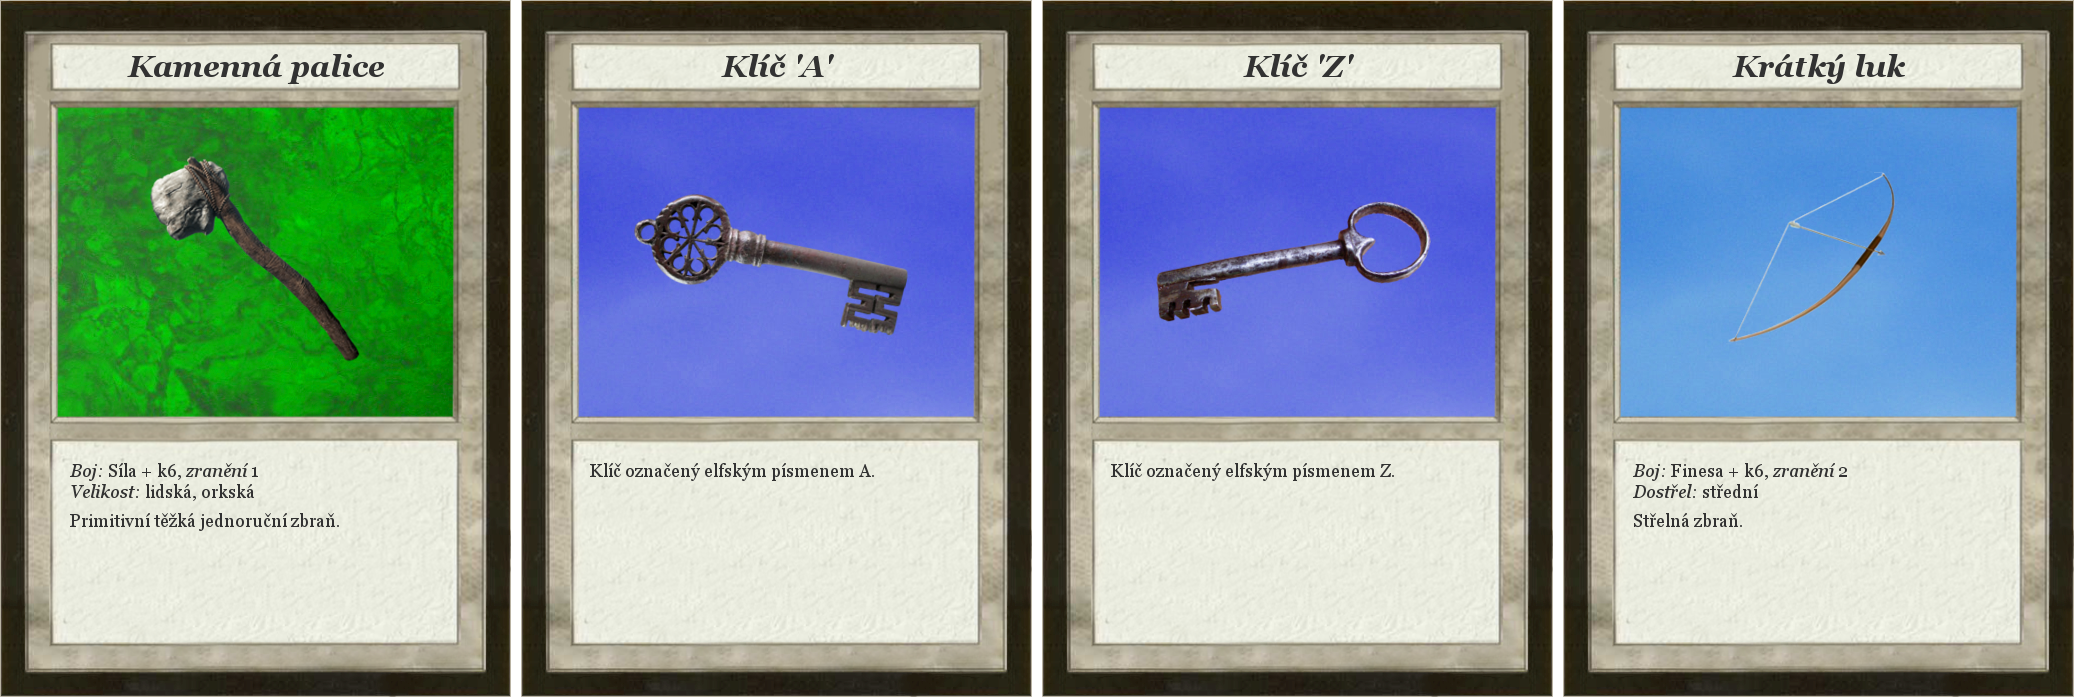 Kamenná palice
Boj: Síla + k6, zranění 1
Velikost: lidská, orkská
Primitivní těžká jednoruční zbraň.
Klíč 'A'
Klíč označený elfským písmenem A.
Klíč 'Z'
Klíč označený elfským písmenem Z.
Krátký luk
Boj: Finesa + k6, zranění 2
Dostřel: střední
Střelná zbraň.